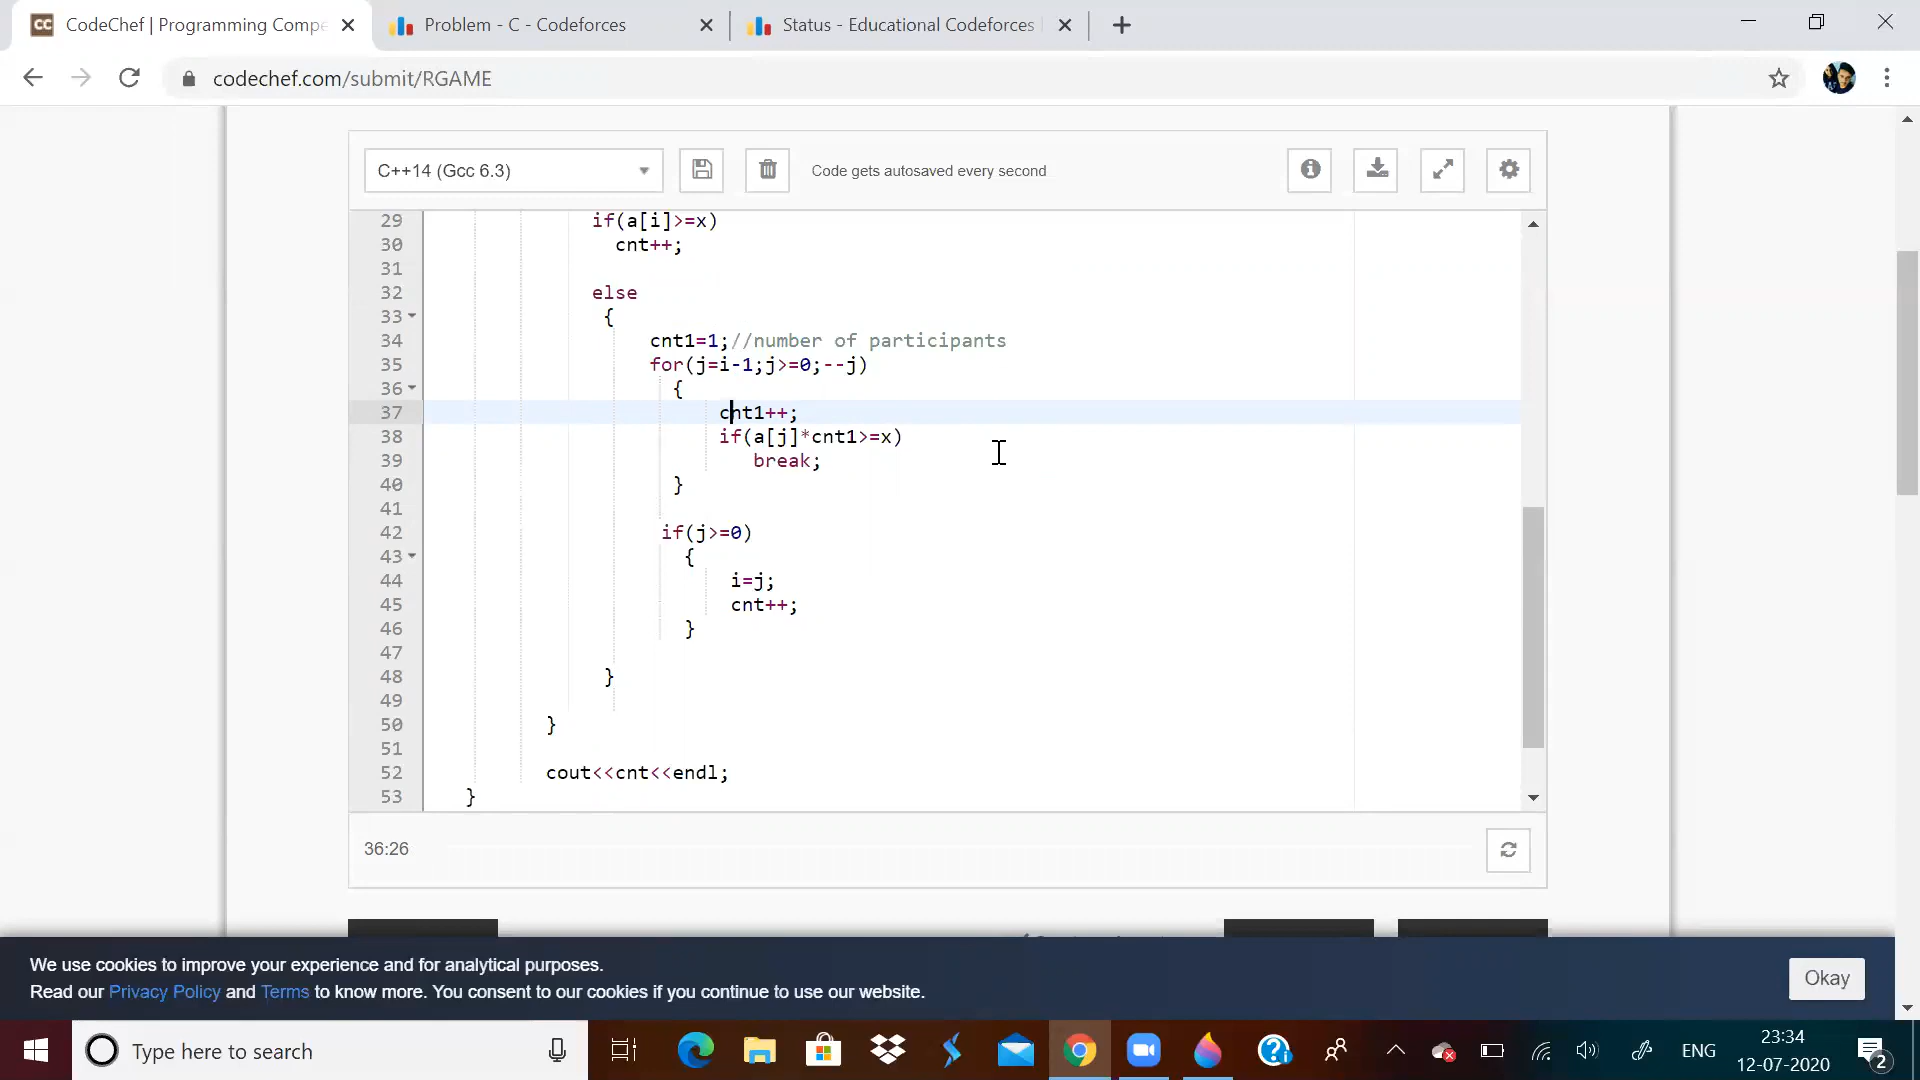 CodeChef | Programming Compe
Problem - C - Codeforces
Status - Educational Codeforces
codechef.com/submit/RGAME
C++14 (Gcc 6.3)
Code gets autosaved every second
29 if(a[i]>=x)
30 cnt++;
31
32 else
33 {
34 cnt1=1;//number of participants
35 for(j=i-1;j>=0;--j)
36 {
37 cnt1++;
38 if(a[j]*cnt1>=x)
39 break;
40 }
41
42 if(j>=0)
43 {
44 i=j;
45 cnt++;
46 }
47
48 }
49
50 }
51
52 cout<<cnt<<endl;
53 }
36:26
We use cookies to improve your experience and for analytical purposes.
Read our Privacy Policy and Terms to know more. You consent to our cookies if you continue to use our website.
Okay
Type here to search
ENG
23:34
12-07-2020
2